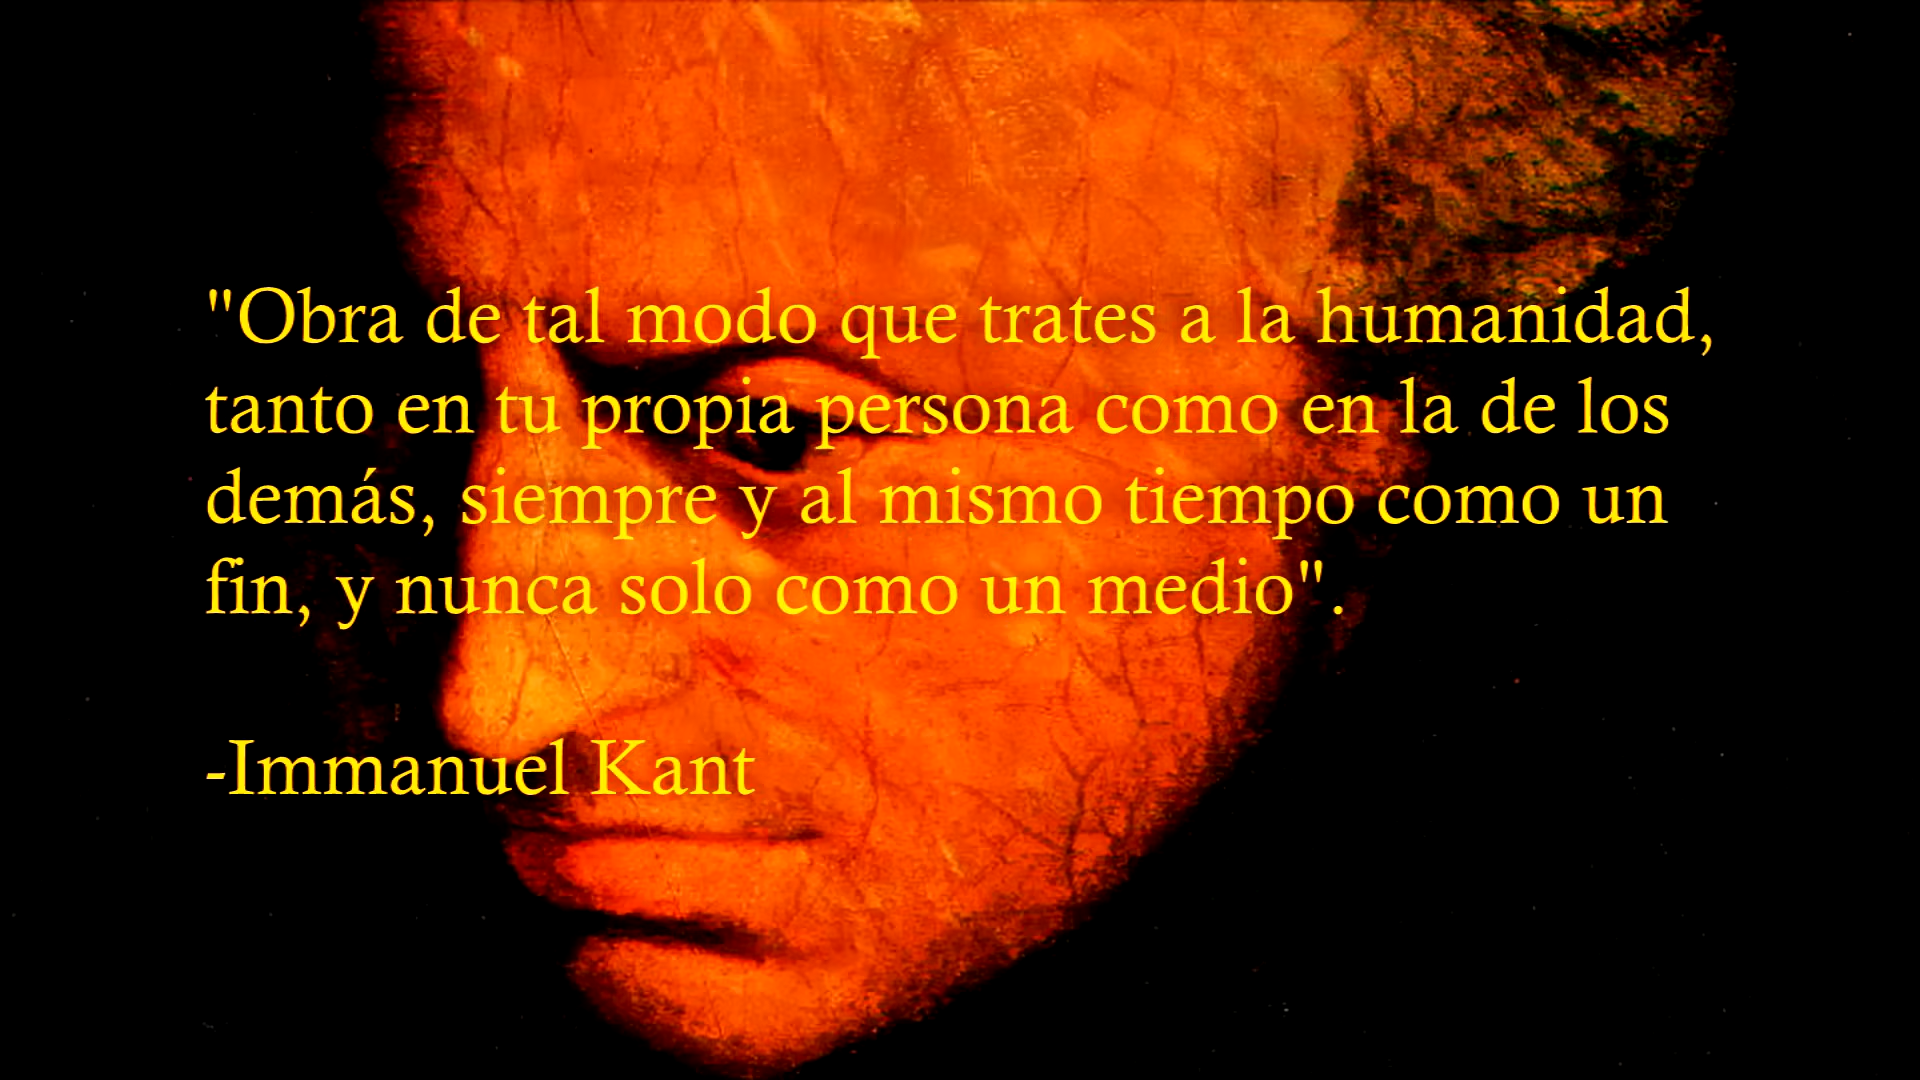 "Obra de tal modo que trates a la humanidad,
tanto en tu propia persona como en la de los
demás, siempre y al mismo tiempo como un
fin, y nunca solo como un medio".
-Immanuel Kant